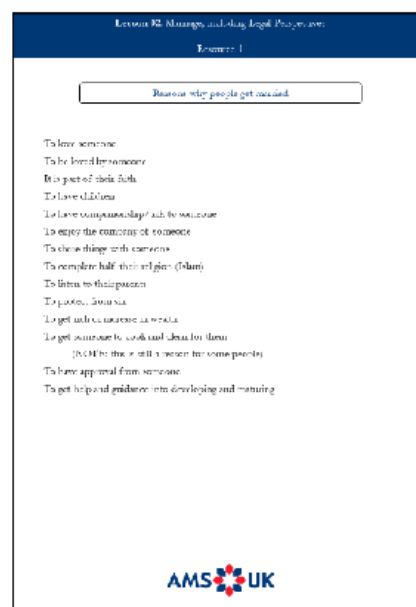 Lesson 32: Marriage, including Legal Perspectives
Resource 1
Reasons why people get married
To love someone
To be loved by someone
It is part of their faith
To have children
To have companionship/ talk to someone
To enjoy the company of someone
To share things with someone
To complete half their religion (Islam)
To listen to their parents
To protect from sin
To get rich or increase in wealth
To get someone to cook and clean for them
(NOTE: this is still a reason for some people)
To have approval from someone
To get help and guidance into developing and maturing
AMS UK